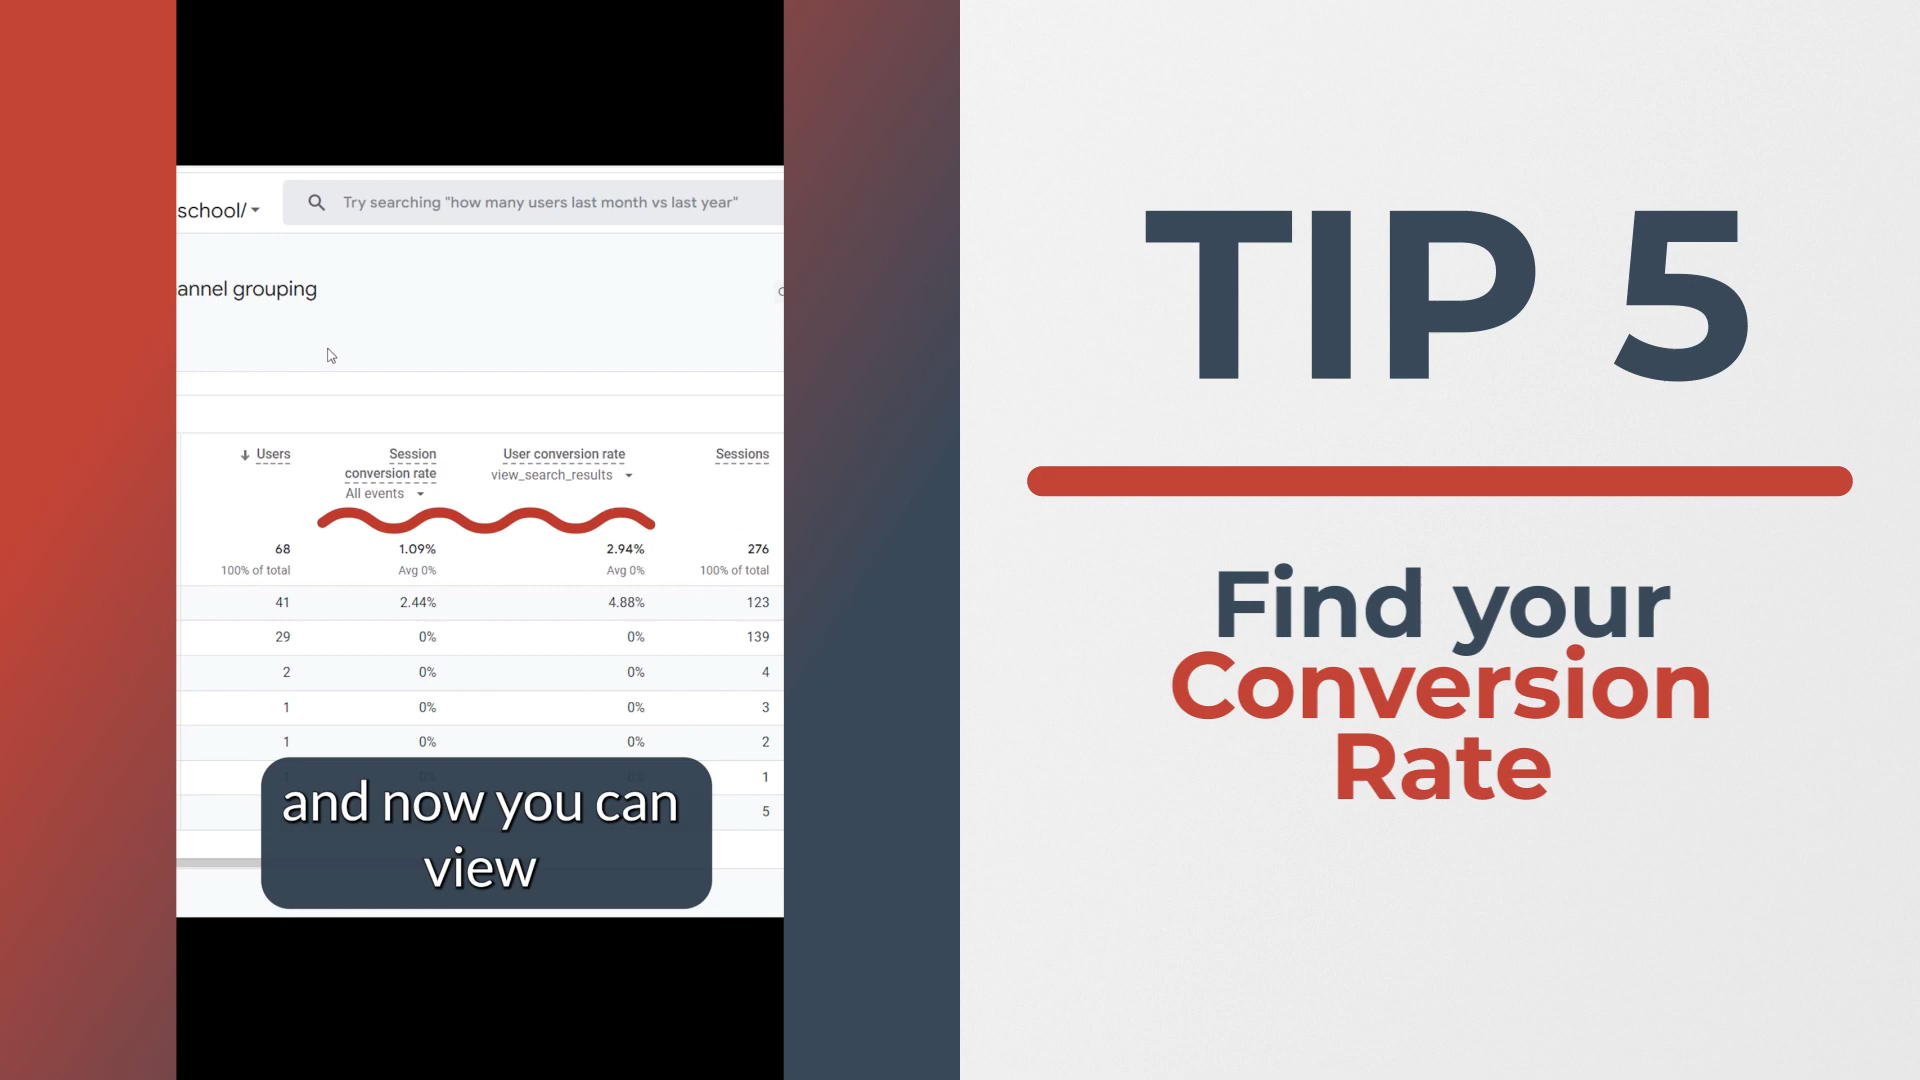 school/
Try searching "how many users last month vs last year"
annel grouping
Users
Session
conversion rate
All events
User conversion rate
view_search_results
Sessions
68 1.09% 2.94% 276
100% of total Avg 0% Avg 0% 100% of total
41 2.44% 4.88% 123
29 0% 0% 139
2 0% 0% 4
1 0% 0% 3
1 0% 0% 2
1 0% 0% 1
5
and now you can
view
TIP 5
Find your
Conversion
Rate